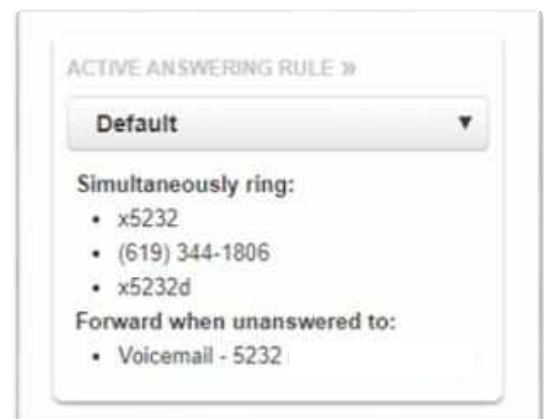 ACTIVE ANSWERING RULE »
Default ▼
Simultaneously ring:
• x5232
• (619) 344-1806
• x5232d
Forward when unanswered to:
• Voicemail - 5232